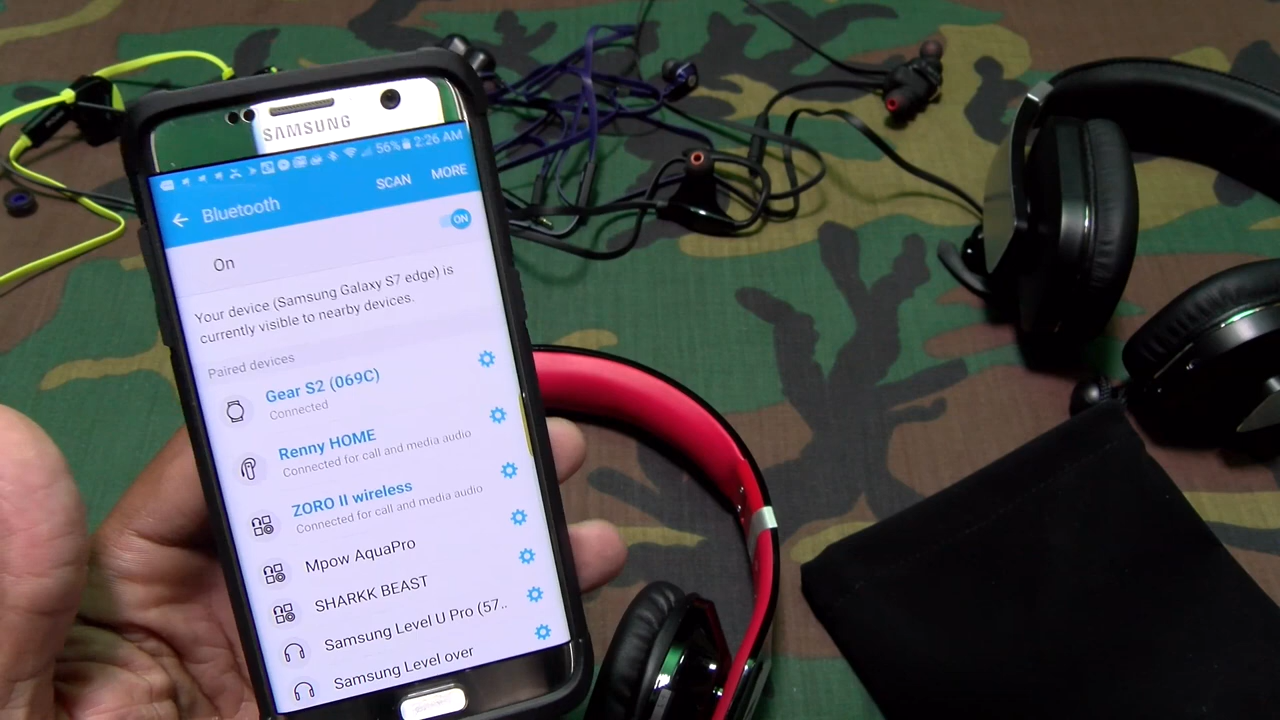 SAMSUNG
56% 2:26 AM
Bluetooth SCAN MORE
On ON
Your device (Samsung Galaxy S7 edge) is
currently visible to nearby devices.
Paired devices
Gear S2 (069C)
Connected
Renny HOME
Connected for call and media audio
ZORO II wireless
Connected for call and media audio
Mpow AquaPro
SHARKK BEAST
Samsung Level U Pro (57..
Samsung Level over